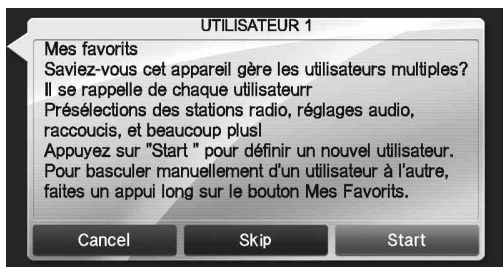 UTILISATEUR 1
Mes favorits
Saviez-vous cet appareil gère les utilisateurs multiples?
Il se rappelle de chaque utilisateurr
Présélections des stations radio, réglages audio,
raccoucis, et beaucoup plusl
Appuyez sur "Start " pour définir un nouvel utilisateur.
Pour basculer manuellement d'un utilisateur à l'autre,
faites un appui long sur le bouton Mes Favorits.
Cancel Skip Start